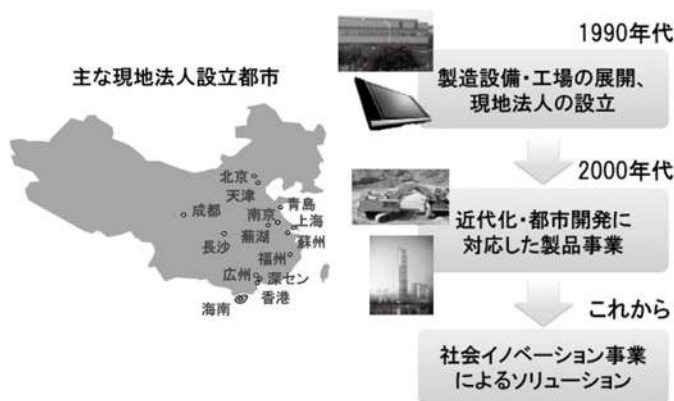 主な現地法人設立都市
北京
天津
青島
成都
南京
上海
蘇州
蕪湖
長沙
福州
広州
深セン
香港
海南
1990年代
製造設備・工場の展開、
現地法人の設立
2000年代
近代化・都市開発に
対応した製品事業
これから
社会イノベーション事業
によるソリューション